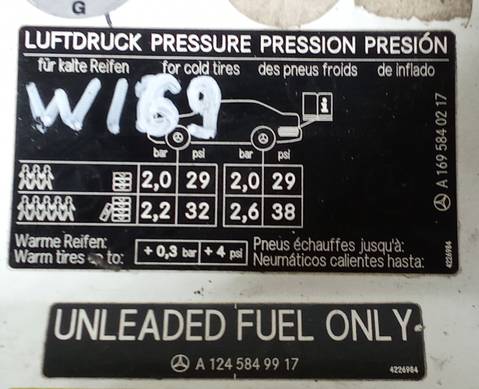 G
LUFTDRUCK PRESSURE PRESSION PRESIÓN
für kalte Reifen for cold tires des pneus froids de inflado
W169
i
bar psi bar psi
2,0 29 2,0 29
2,2 32 2,6 38
Warme Reifen: + 0,3 bar + 4 psi Pneus échauffes jusqu'à:
Warm tires to: Neumáticos calientes hasta:
A 169 584 02 17
4226984
UNLEADED FUEL ONLY
A 124 584 99 17
4226984